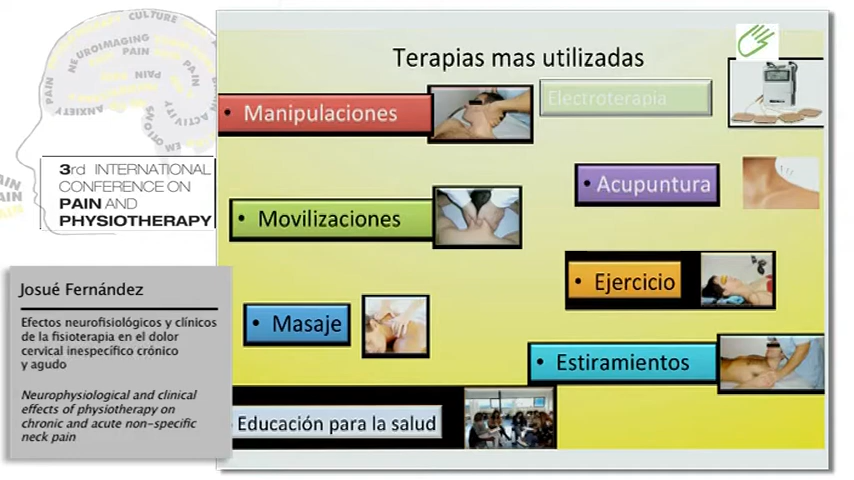 CULTURE
NEUROIMAGING
PAIN
PAIN
PAIN
PAIN
ANXIETY
ACTIVITY
EMOTIONS
PAIN
PAIN
3rd INTERNATIONAL
CONFERENCE ON
PAIN AND
PHYSIOTHERAPY
Josué Fernández
Efectos neurofisiológicos y clínicos
de la fisioterapia en el dolor
cervical inespecífico crónico
y agudo
Neurophysiological and clinical
effects of physiotherapy on
chronic and acute non-specific
neck pain
Terapias mas utilizadas
• Manipulaciones
Electroterapia
• Acupuntura
• Movilizaciones
• Ejercicio
• Masaje
• Estiramientos
Educación para la salud